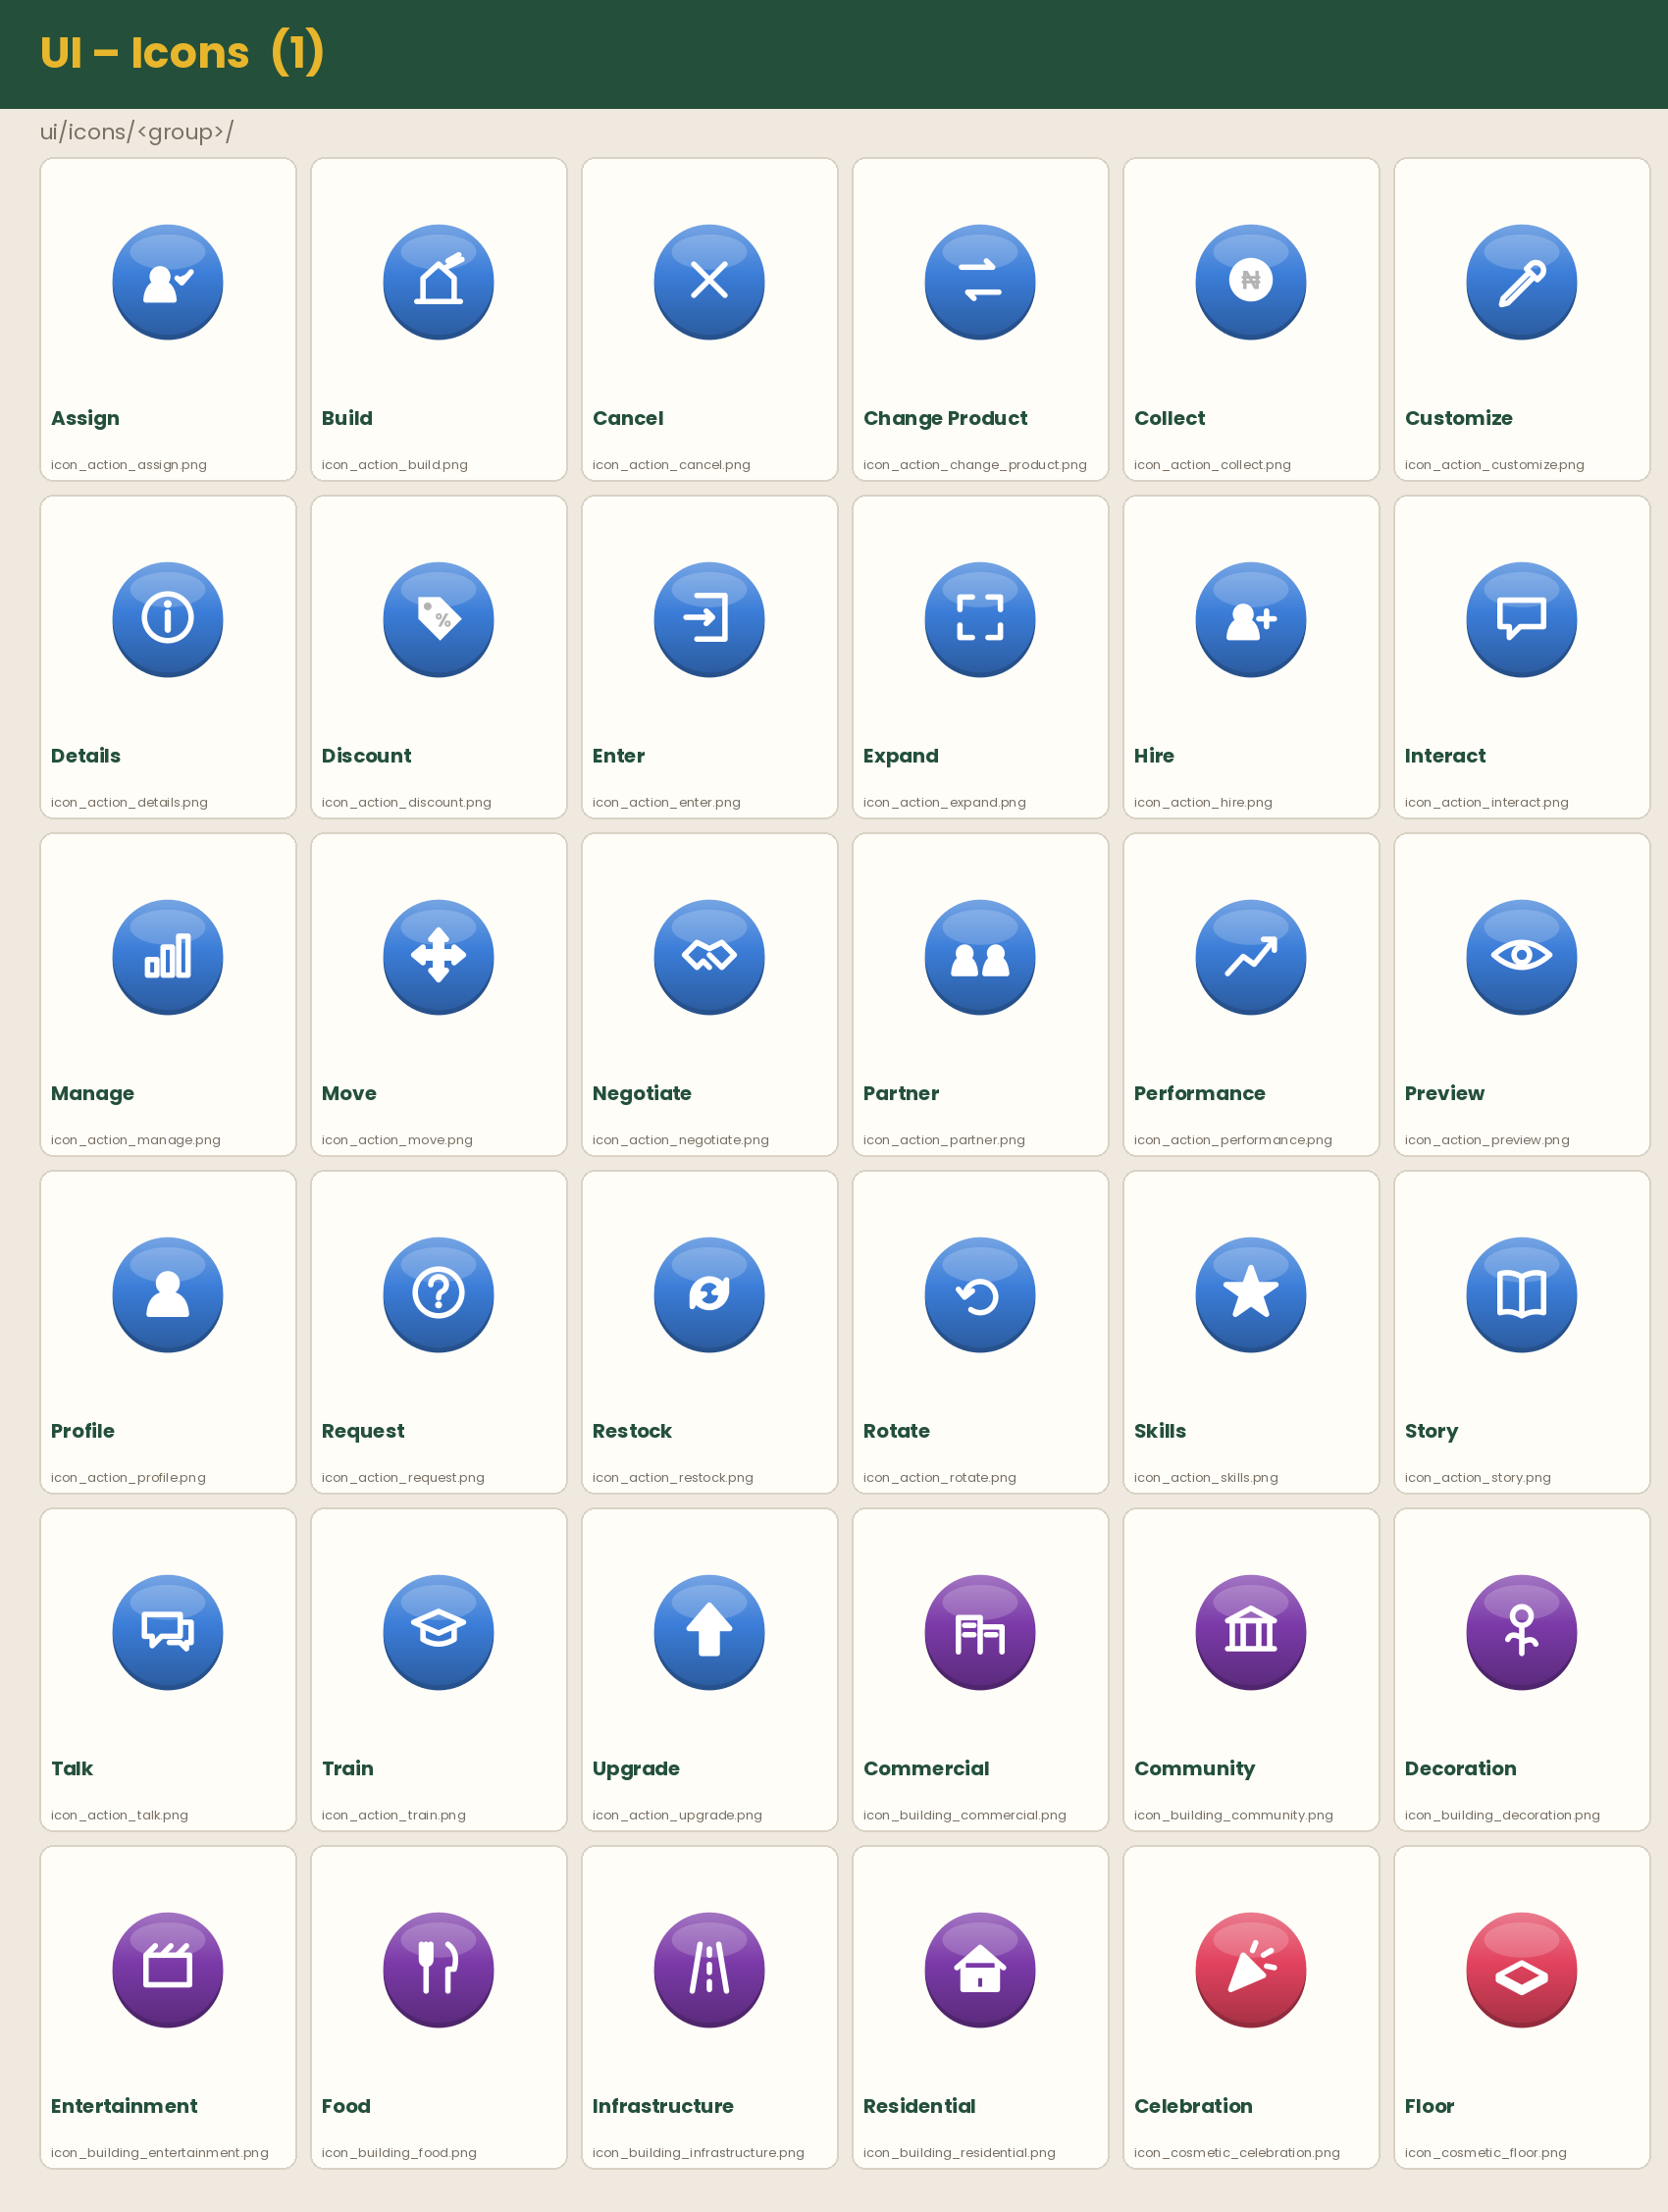 UI – Icons (1)
ui/icons/<group>/
₦
Assign
Build
Cancel
Change Product
Collect
Customize
icon_action_assign.png
icon_action_build.png
icon_action_cancel.png
icon_action_change_product.png
icon_action_collect.png
icon_action_customize.png
i
%
Details
Discount
Enter
Expand
Hire
Interact
icon_action_details.png
icon_action_discount.png
icon_action_enter.png
icon_action_expand.png
icon_action_hire.png
icon_action_interact.png
Manage
Move
Negotiate
Partner
Performance
Preview
icon_action_manage.png
icon_action_move.png
icon_action_negotiate.png
icon_action_partner.png
icon_action_performance.png
icon_action_preview.png
?
Profile
Request
Restock
Rotate
Skills
Story
icon_action_profile.png
icon_action_request.png
icon_action_restock.png
icon_action_rotate.png
icon_action_skills.png
icon_action_story.png
Talk
Train
Upgrade
Commercial
Community
Decoration
icon_action_talk.png
icon_action_train.png
icon_action_upgrade.png
icon_building_commercial.png
icon_building_community.png
icon_building_decoration.png
Entertainment
Food
Infrastructure
Residential
Celebration
Floor
icon_building_entertainment.png
icon_building_food.png
icon_building_infrastructure.png
icon_building_residential.png
icon_cosmetic_celebration.png
icon_cosmetic_floor.png